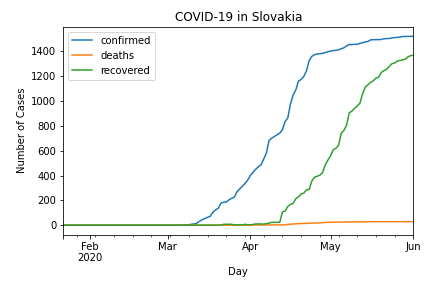 COVID-19 in Slovakia
confirmed
deaths
recovered
Number of Cases
1400
1200
1000
800
600
400
200
0
Feb
2020
Mar
Apr
May
Jun
Day